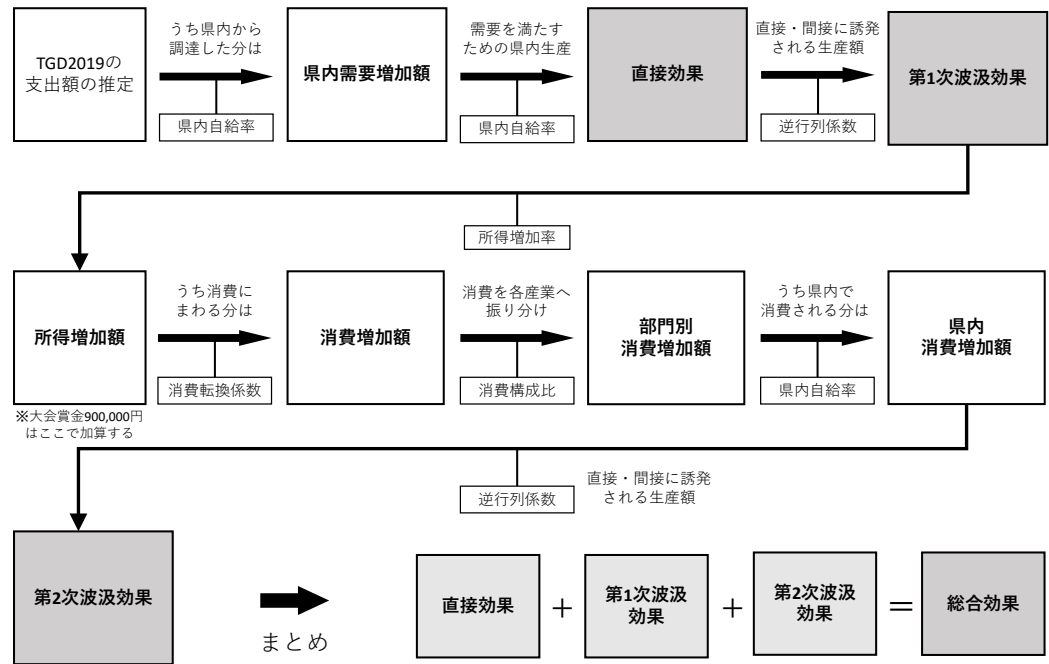 TGD2019の
支出額の推定
うち県内から
調達した分は
県内自給率
県内需要増加額
需要を満たす
ための県内生産
県内自給率
直接効果
直接・間接に誘発
される生産額
逆行列係数
第1次波及効果
所得増加率
所得増加額
※大会賞金900,000円
はここで加算する
うち消費に
まわる分は
消費転換係数
消費増加額
消費を各産業へ
振り分け
消費構成比
部門別
消費増加額
うち県内で
消費される分は
県内自給率
県内
消費増加額
逆行列係数
直接・間接に誘発
される生産額
第2次波及効果
まとめ
直接効果
+
第1次波及
効果
+
第2次波及
効果
=
総合効果